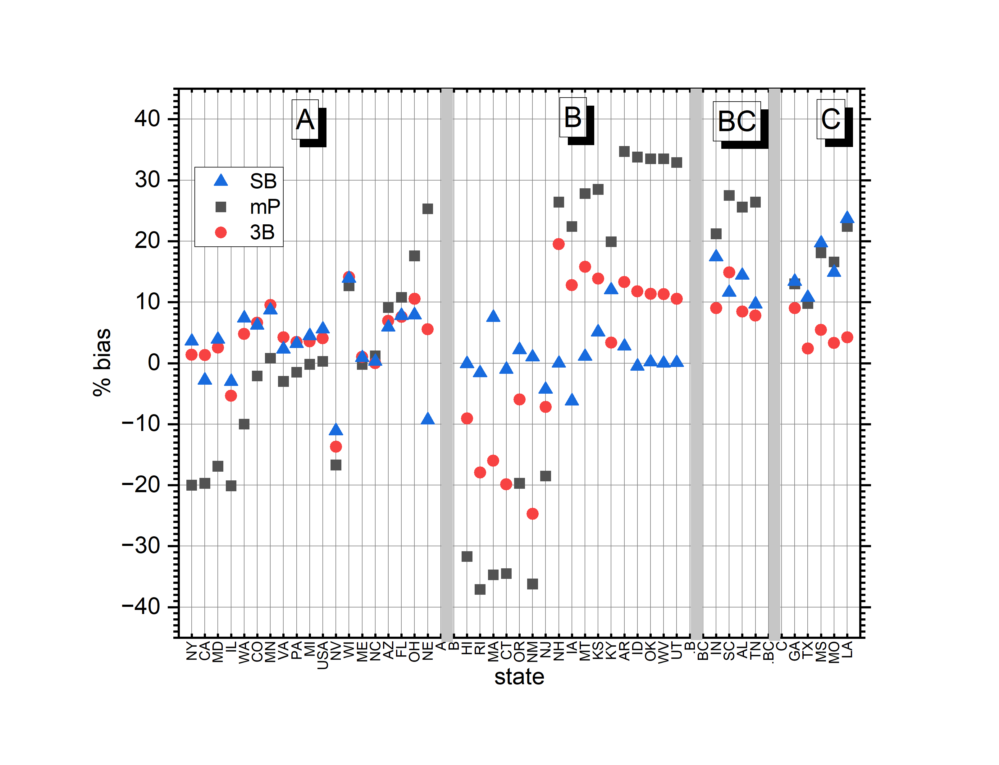 A
B
BC
C
SB
mP
3B
40
30
20
10
0
−10
−20
−30
−40
% bias
NY
CA
MD
IL
WA
CO
MN
VA
PA
MI
USA
NV
WI
ME
NC
AZ
FL
OH
NE
A
B
HI
RI
MA
CT
OR
NM
NJ
NH
IA
MT
KS
KY
AR
ID
OK
WV
UT
.B
BC
IN
SC
AL
TN
.BC
C
GA
TX
MS
MO
LA
state